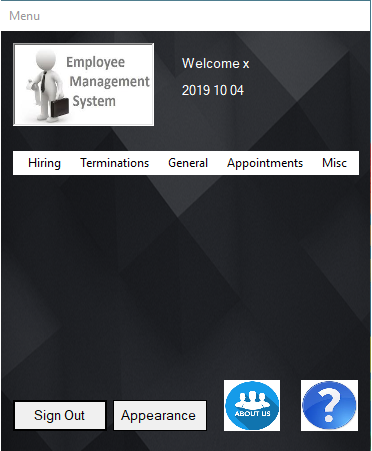 Menu
Employee
Management
System
Welcome x
2019 10 04
Hiring Terminations General Appointments Misc
Sign Out Appearance ABOUT US ?